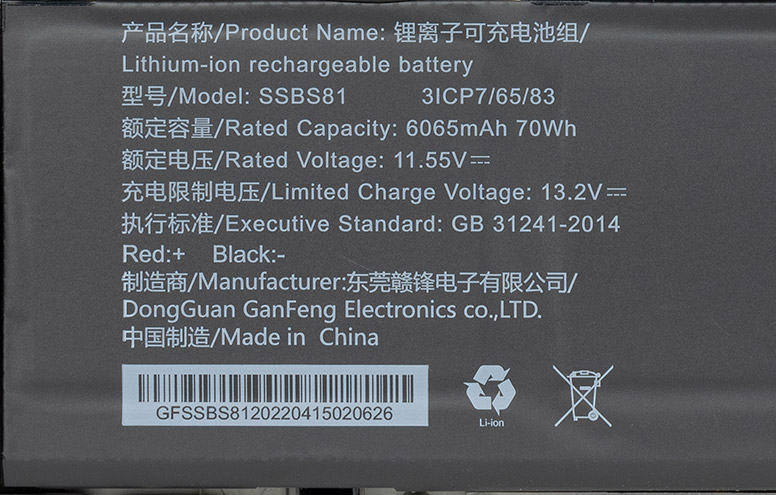 产品名称/Product Name: 锂离子可充电池组/
Lithium-ion rechargeable battery
型号/Model: SSBS81 3ICP7/65/83
额定容量/Rated Capacity: 6065mAh 70Wh
额定电压/Rated Voltage: 11.55V⎓
充电限制电压/Limited Charge Voltage: 13.2V⎓
执行标准/Executive Standard: GB 31241-2014
Red:+ Black:-
制造商/Manufacturer:东莞赣锋电子有限公司/
DongGuan GanFeng Electronics co.,LTD.
中国制造/Made in China
GFSSBS8120220415020626
Li-ion